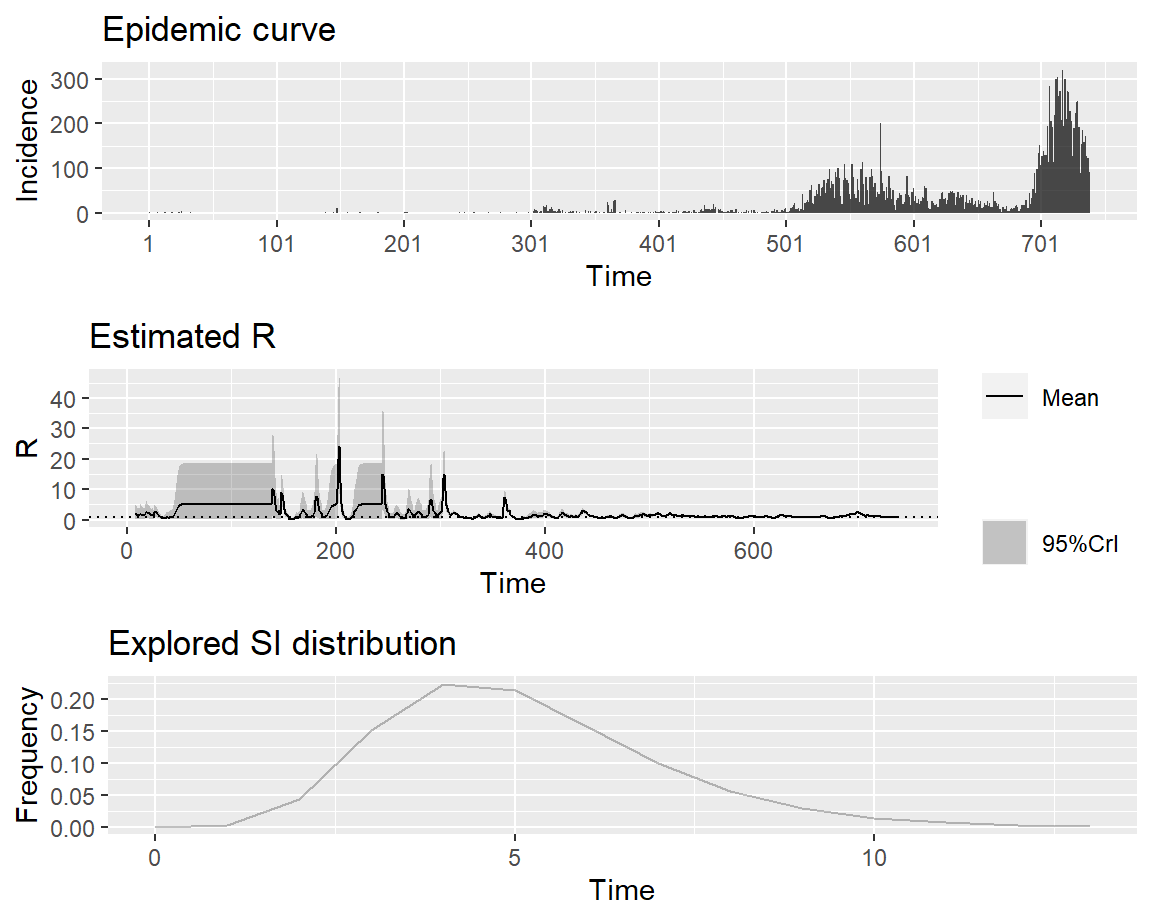 Epidemic curve
300
200
100
0
Incidence
1 101 201 301 401 501 601 701
Time
Estimated R
40
30
20
10
0
R
0 200 400 600
Time
Mean
95%CrI
Explored SI distribution
0.20
0.15
0.10
0.05
0.00
Frequency
0 5 10
Time